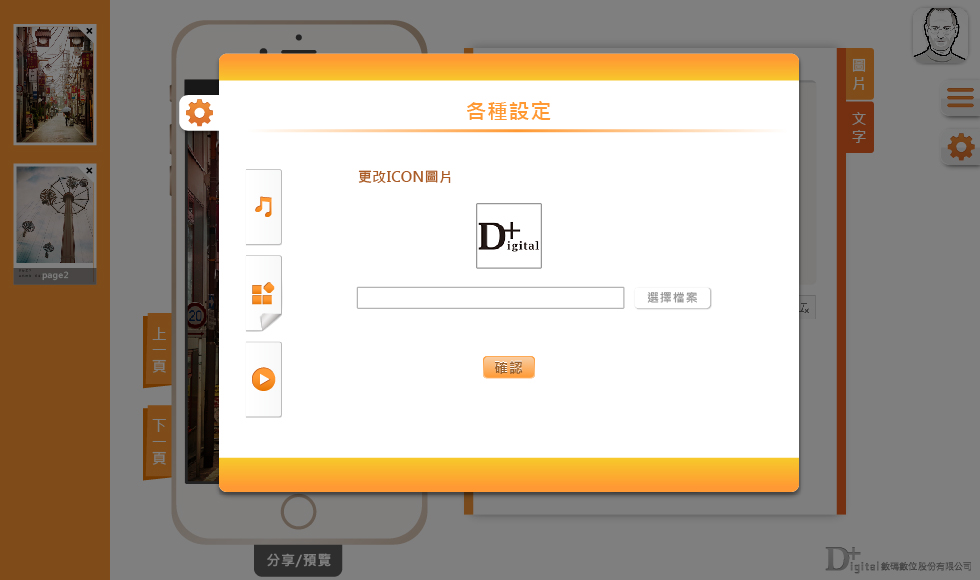 各種設定
圖片
文字
更改ICON圖片
D+igital
選擇檔案
確認
page2
20
上一頁
下一頁
分享/預覽
D+igital 數瑪數位股份有限公司